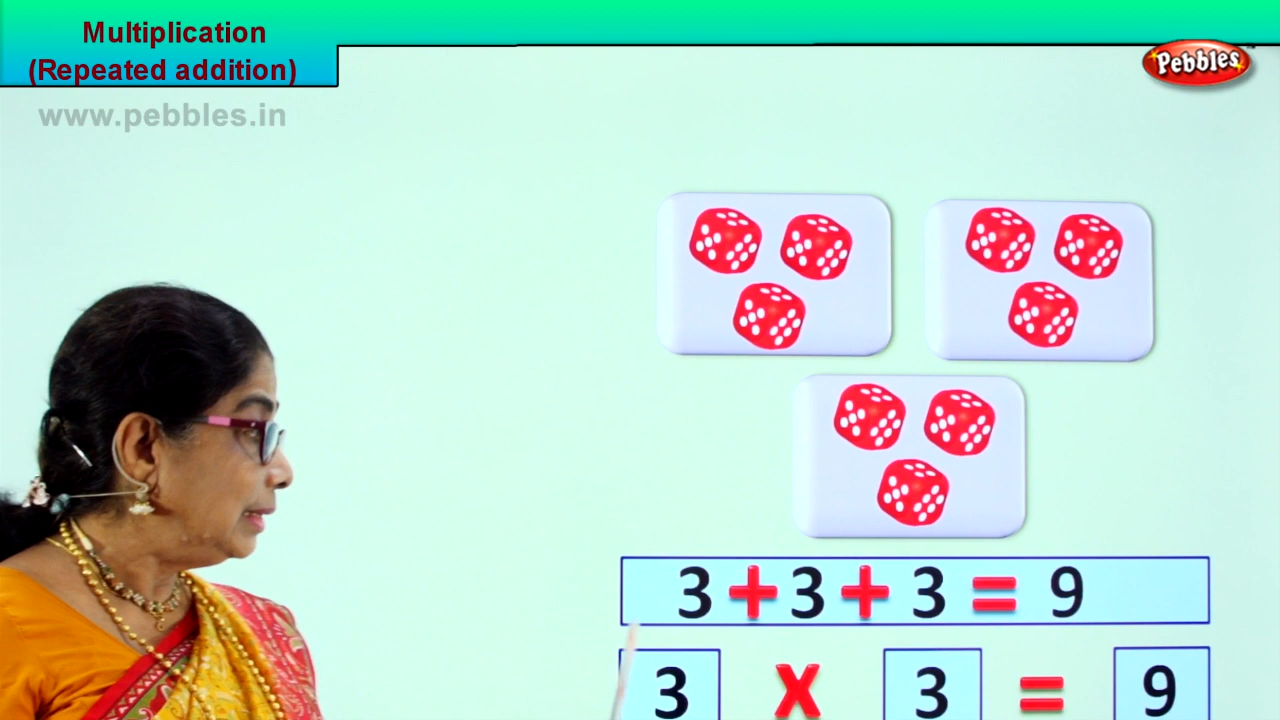 Multiplication
(Repeated addition)
Pebbles
www.pebbles.in
3 + 3 + 3 = 9
3 x 3 = 9